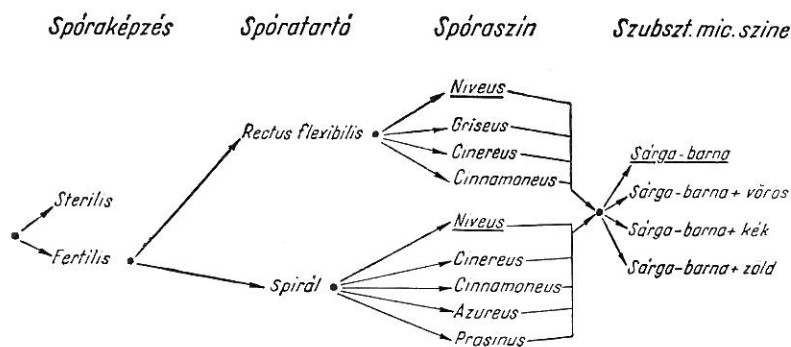 Spóraképzés Spóratartó Spóraszín Szubszt. mic. szine
Niveus
Rectus flexibilis
Griseus
Cinereus
Cinnamoneus
Sárga-barna
Sárga-barna + vörös
Sárga-barna + kék
Sárga-barna + zöld
Sterilis
Fertilis
Niveus
Spirál
Cinereus
Cinnamoneus
Azureus
Prasinus